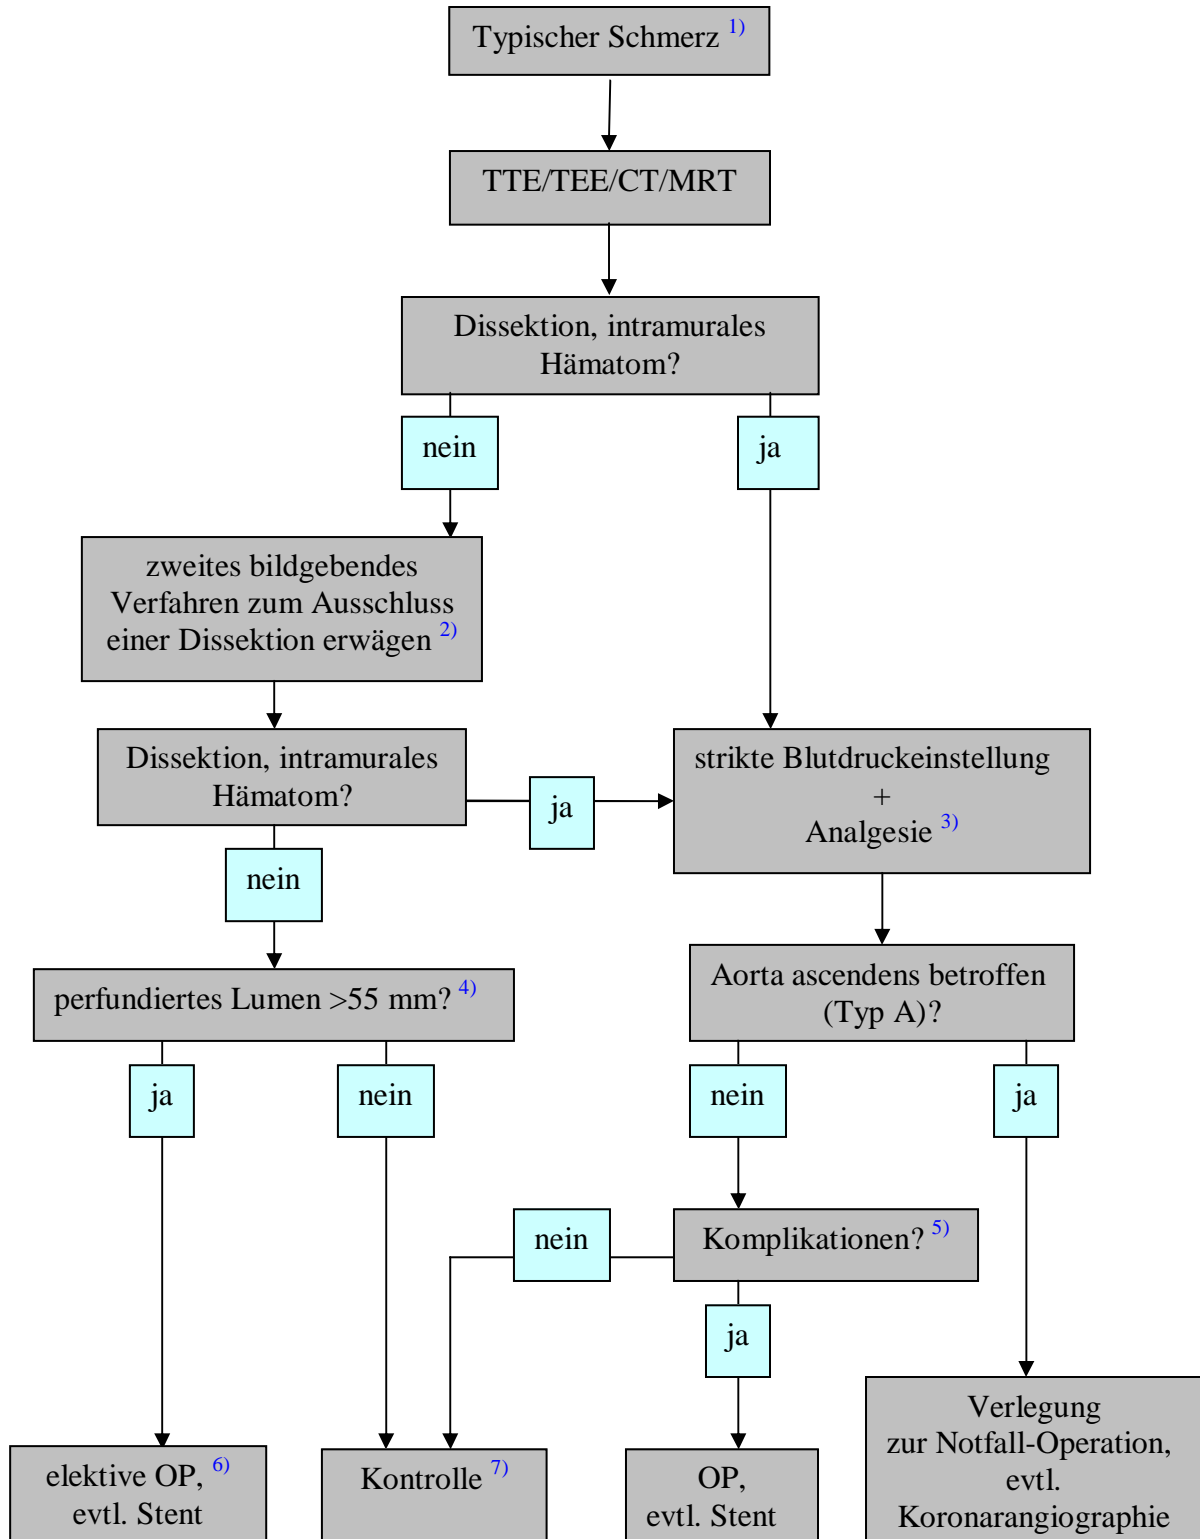 Typischer Schmerz 1)
TTE/TEE/CT/MRT
Dissektion, intramurales
Hämatom?
nein
ja
zweites bildgebendes
Verfahren zum Ausschluss
einer Dissektion erwägen 2)
Dissektion, intramurales
Hämatom?
ja
strikte Blutdruckeinstellung
+
Analgesie 3)
nein
perfundiertes Lumen >55 mm? 4)
Aorta ascendens betroffen
(Typ A)?
ja
nein
nein
ja
nein
Komplikationen? 5)
ja
elektive OP, 6)
evtl. Stent
Kontrolle 7)
OP,
evtl. Stent
Verlegung
zur Notfall-Operation,
evtl.
Koronarangiographie